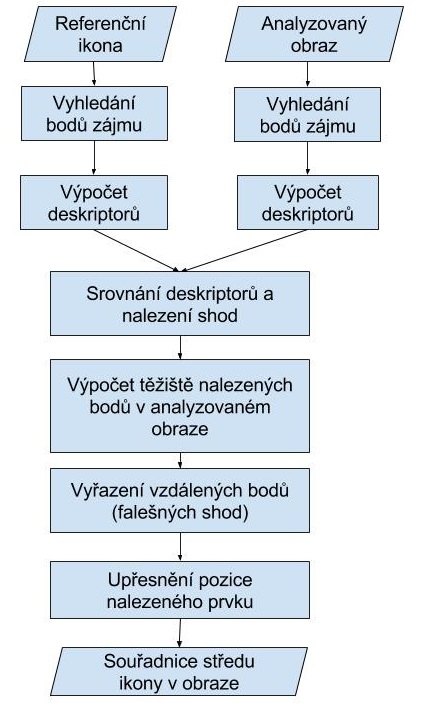 Referenční
ikona
Analyzovaný
obraz
Vyhledání
bodů zájmu
Vyhledání
bodů zájmu
Výpočet
deskriptorů
Výpočet
deskriptorů
Srovnání deskriptorů a
nalezení shod
Výpočet těžiště nalezených
bodů v analyzovaném
obraze
Vyřazení vzdálených bodů
(falešných shod)
Upřesnění pozice
nalezeného prvku
Souřadnice středu
ikony v obraze